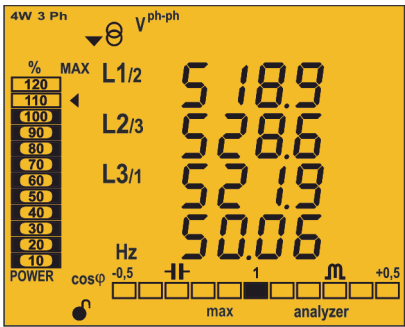 4W 3 Ph
V ph-ph
% MAX L1/2 518.9
120
110
100
90
80
70
60
50
40
30
20
10
L2/3 528.6
L3/1 521.9
Hz 50.06
POWER
cosφ -0,5 1 +0,5
max analyzer